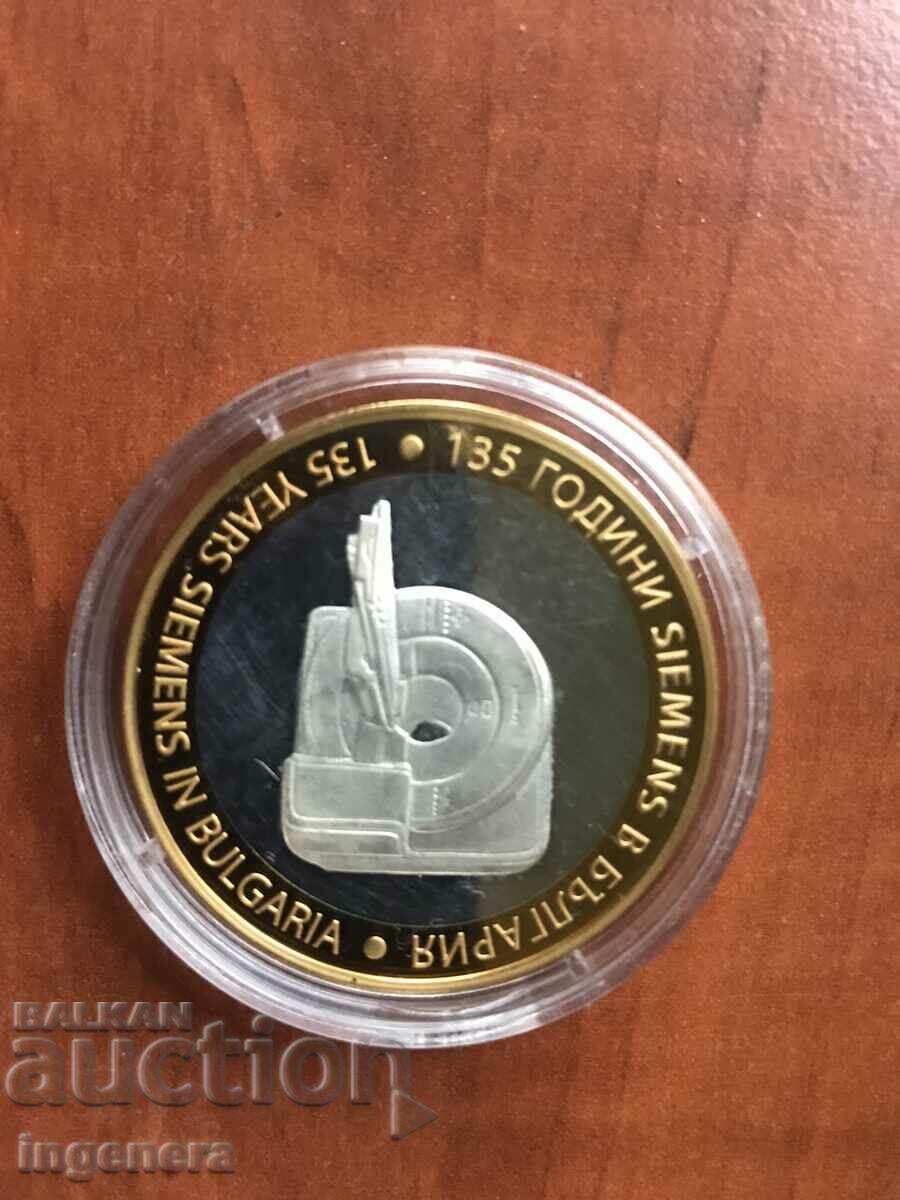 135 ГОДИНИ SIEMENS В БЪЛГАРИЯ
135 YEARS SIEMENS IN BULGARIA
BALKAN
auction
ingenera